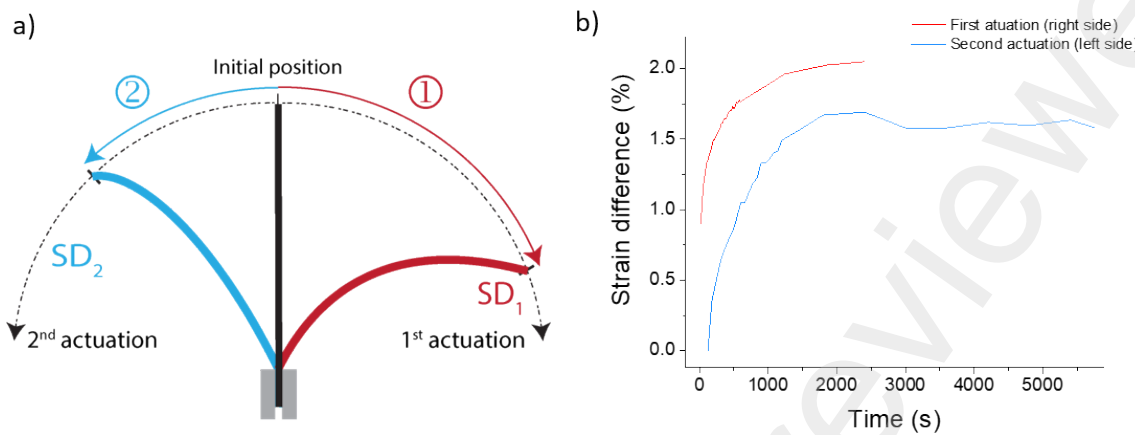 a)
Initial position
②
①
SD2
SD1
2nd actuation
1st actuation
b)
First atuation (right side)
Second actuation (left side)
Strain difference (%)
2.0
1.5
1.0
0.5
0.0
0
1000
2000
3000
4000
5000
Time (s)